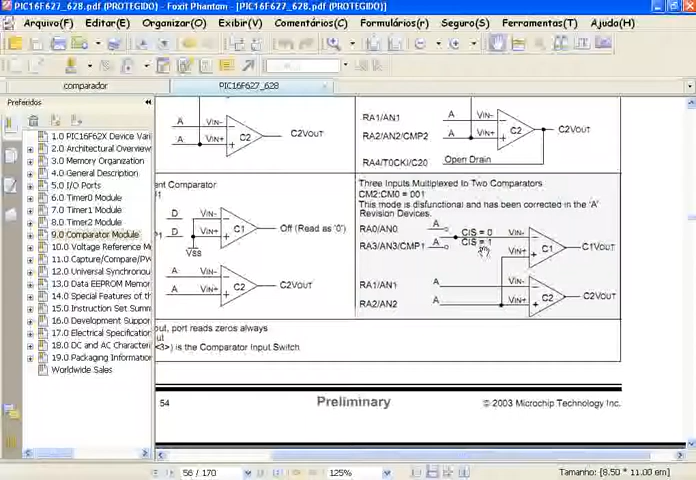 PIC16F627_628.pdf (PROTEGIDO) - Foxit Phantom - [PIC16F627_628.pdf (PROTEGIDO)]
Arquivo(F) Editar(E) Organizar(O) Exibir(V) Comentários(C) Formulários(r) Seguro(S) Ferramentas(T) Ajuda(H)
comparador PIC16F627_628
Preferidos
1.0 PIC16F62X Device Vari
2.0 Architectural Overview
3.0 Memory Organization
4.0 General Description
5.0 I/O Ports
6.0 Timer0 Module
7.0 Timer1 Module
8.0 Timer2 Module
9.0 Comparator Module
10.0 Voltage Reference M
11.0 Capture/Compare/PW
12.0 Universal Synchronou
13.0 Data EEPROM Memor
14.0 Special Features of th
15.0 Instruction Set Summ
16.0 Development Suppor
17.0 Electrical Specificatio
18.0 DC and AC Characteri
19.0 Packaging Informatio
Worldwide Sales
A VIN-
A VIN+
C2 C2VOUT
RA1/AN1 A VIN-
RA2/AN2/CMP2 A VIN+
C2 C2VOUT
RA4/T0CKI/C20 Open Drain
ent Comparator
D VIN-
D VIN+
C1 Off (Read as '0')
VSS
A VIN-
A VIN+
C2 C2VOUT
Three Inputs Multiplexed to Two Comparators
CM2:CM0 = 001
This mode is disfunctional and has been corrected in the 'A'
Revision Devices.
RA0/AN0 A CIS = 0 VIN-
RA3/AN3/CMP1 A CIS = 1 VIN+
C1 C1VOUT
RA1/AN1 A VIN-
RA2/AN2 A VIN+
C2 C2VOUT
out, port reads zeros always
ut
<3>) is the Comparator Input Switch
54 Preliminary © 2003 Microchip Technology Inc.
56 / 170 125% Tamanho: [8.50 * 11.00 em]